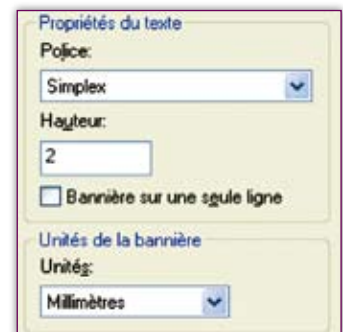 Propriétés du texte
Police:
Simplex
Hauteur:
2
Bannière sur une seule ligne
Unités de la bannière
Unités:
Millimètres